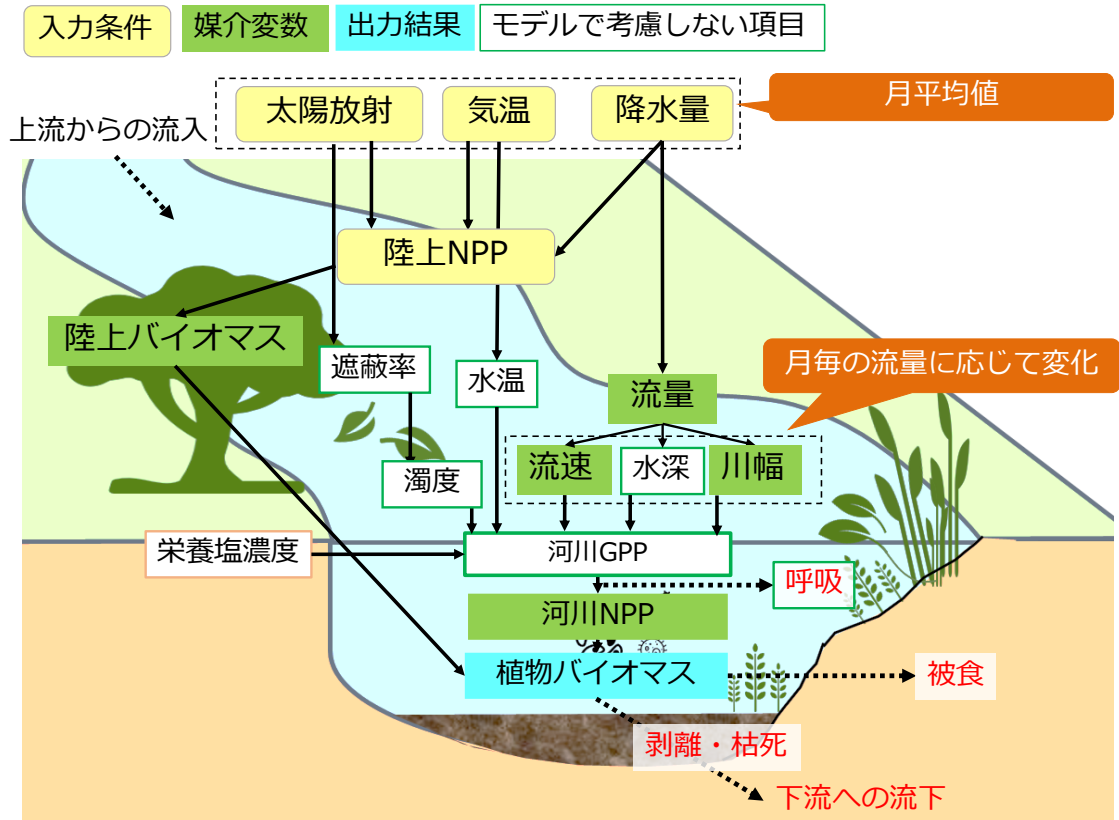 入力条件
媒介変数
出力結果
モデルで考慮しない項目
太陽放射
気温
降水量
月平均値
上流からの流入
陸上NPP
陸上バイオマス
遮蔽率
水温
月毎の流量に応じて変化
流量
流速
水深
川幅
濁度
栄養塩濃度
河川GPP
呼吸
河川NPP
植物バイオマス
被食
剥離・枯死
下流への流下